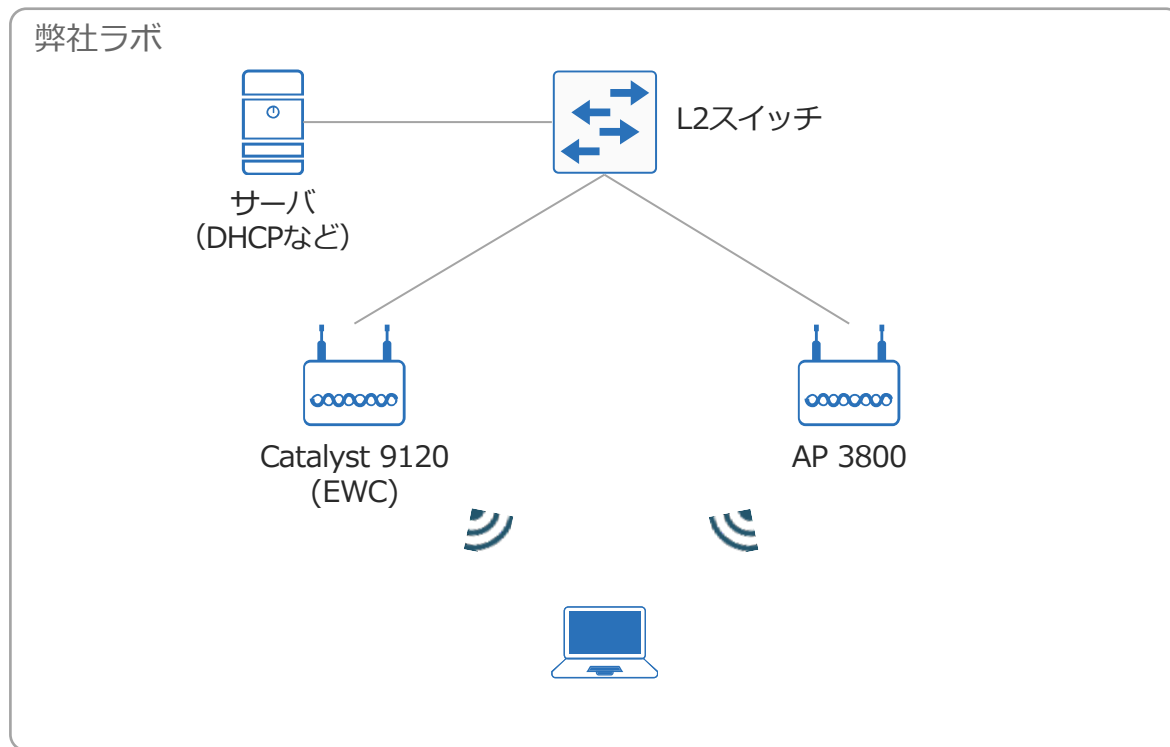 弊社ラボ
L2スイッチ
サーバ
（DHCPなど）
Catalyst 9120
(EWC)
AP 3800